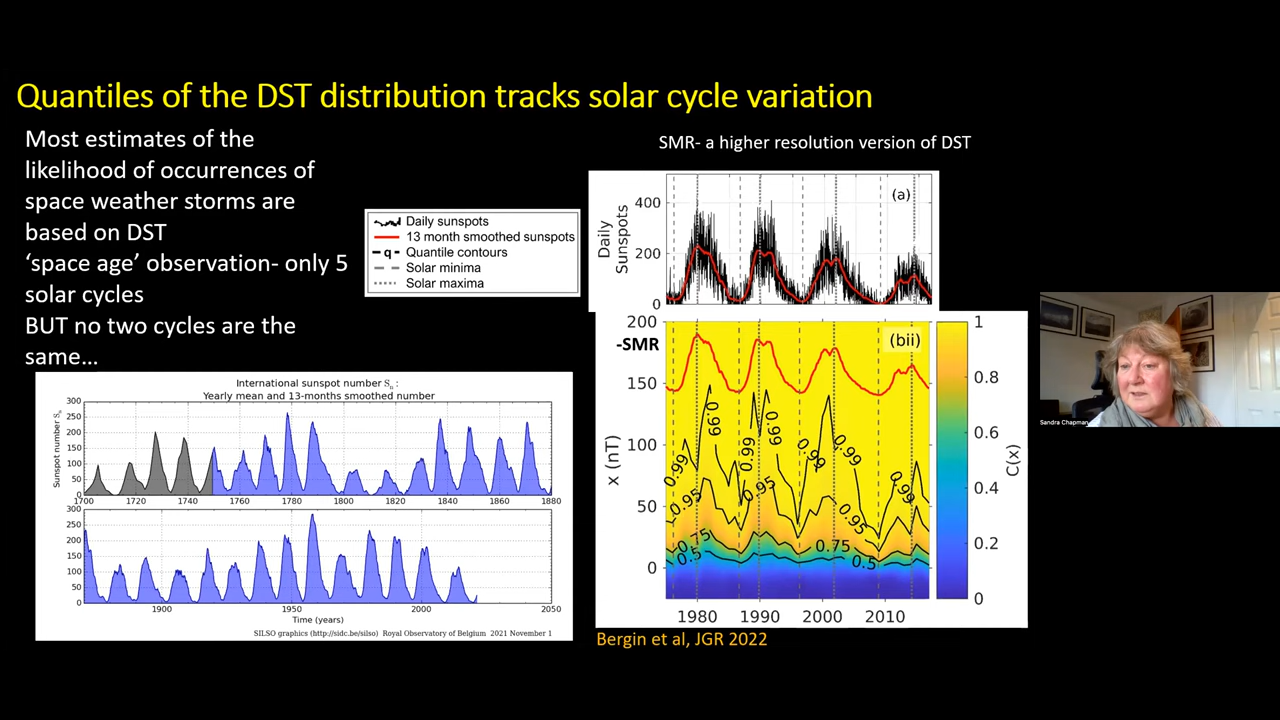 Quantiles of the DST distribution tracks solar cycle variation
Most estimates of the
likelihood of occurrences of
space weather storms are
based on DST
‘space age’ observation- only 5
solar cycles
BUT no two cycles are the
same...
Daily sunspots
13 month smoothed sunspots
q Quantile contours
Solar minima
Solar maxima
SMR- a higher resolution version of DST
(a)
Daily
Sunspots
400
200
0
(bii)
-SMR
x (nT)
200
150
100
50
0
0.99
0.99
0.99
0.99
0.99
0.99
0.99
0.95
0.95
0.95
0.75
0.75
0.5
0.5
1980 1990 2000 2010
1
0.8
0.6
0.4
0.2
0
C(x)
Bergin et al, JGR 2022
International sunspot number Sn :
Yearly mean and 13-months smoothed number
Sunspot number Sn
300
250
200
150
100
50
0
1700 1720 1740 1760 1780 1800 1820 1840 1860 1880
300
250
200
150
100
50
0
1900 1950 2000 2050
Time (years)
SILSO graphics (http://sidc.be/silso) Royal Observatory of Belgium 2021 November 1
Sandra Chapman